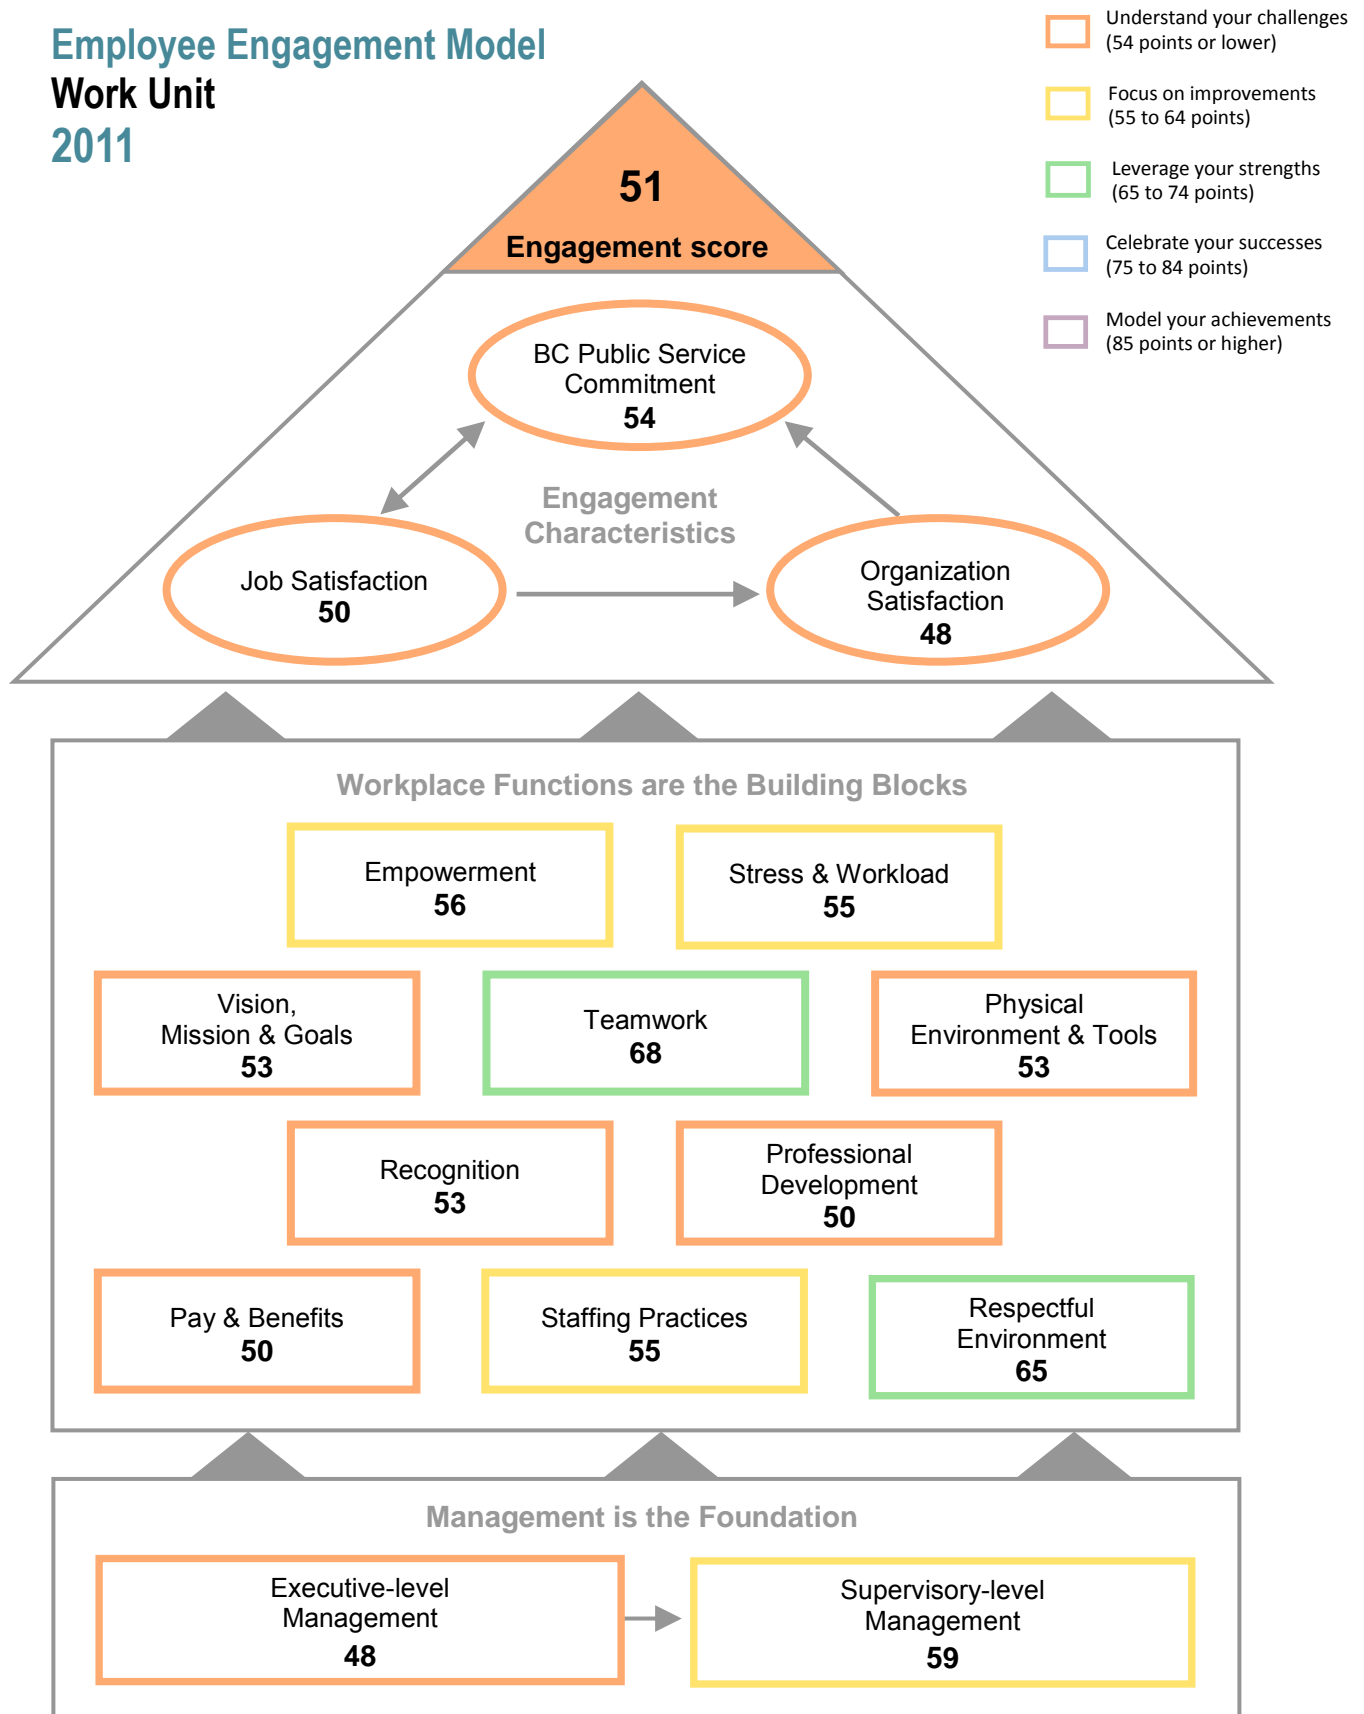 Employee Engagement Model
Work Unit
2011
Understand your challenges
(54 points or lower)
Focus on improvements
(55 to 64 points)
Leverage your strengths
(65 to 74 points)
Celebrate your successes
(75 to 84 points)
Model your achievements
(85 points or higher)
51
Engagement score
BC Public Service
Commitment
54
Engagement
Characteristics
Job Satisfaction
50
Organization
Satisfaction
48
Workplace Functions are the Building Blocks
Empowerment
56
Stress & Workload
55
Vision,
Mission & Goals
53
Teamwork
68
Physical
Environment & Tools
53
Recognition
53
Professional
Development
50
Pay & Benefits
50
Staffing Practices
55
Respectful
Environment
65
Management is the Foundation
Executive-level
Management
48
Supervisory-level
Management
59